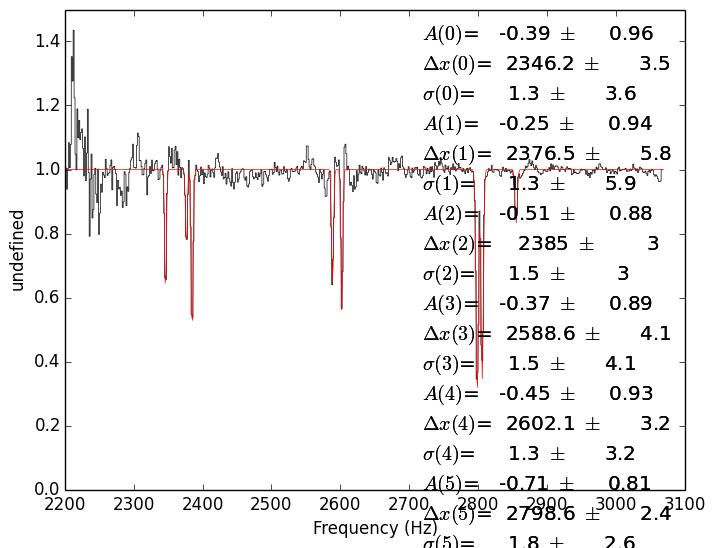 1.4
1.2
1.0
0.8
0.6
0.4
0.2
0.0
undefined
2200 2300 2400 2500 2600 2700 2800 2900 3000 3100
Frequency (Hz)
A(0)= -0.39 ± 0.96
Δx(0)= 2346.2 ± 3.5
σ(0)= 1.3 ± 3.6
A(1)= -0.25 ± 0.94
Δx(1)= 2376.5 ± 5.8
σ(1)= 1.3 ± 5.9
A(2)= -0.51 ± 0.88
Δx(2)= 2385 ± 3
σ(2)= 1.5 ± 3
A(3)= -0.37 ± 0.89
Δx(3)= 2588.6 ± 4.1
σ(3)= 1.5 ± 4.1
A(4)= -0.45 ± 0.93
Δx(4)= 2602.1 ± 3.2
σ(4)= 1.3 ± 3.2
A(5)= -0.71 ± 0.81
Δx(5)= 2798.6 ± 2.4
σ(5)= 1.8 ± 2.6